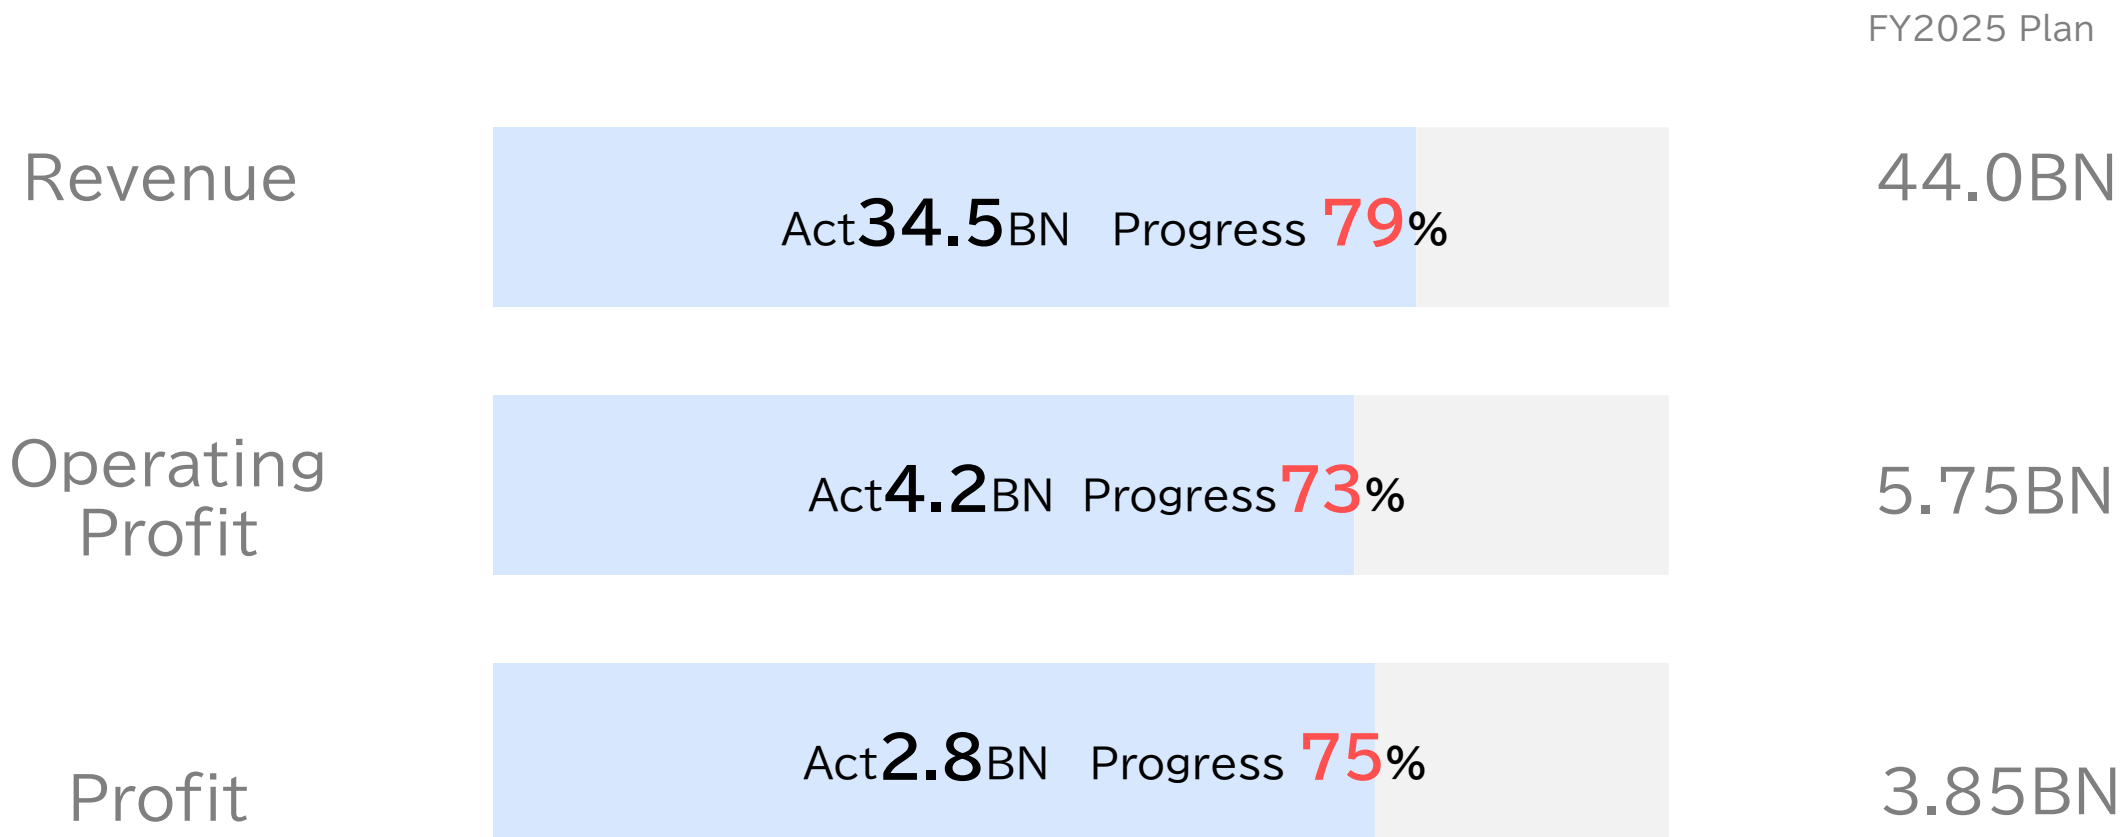 FY2025 Plan
Revenue
Act34.5BN Progress 79%
44.0BN
Operating
Profit
Act4.2BN Progress73%
5.75BN
Profit
Act2.8BN Progress 75%
3.85BN